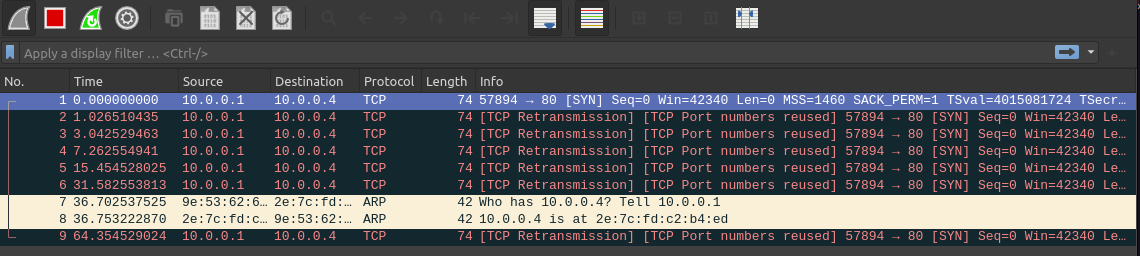 Apply a display filter … <Ctrl-/>
No. Time Source Destination Protocol Length Info
1 0.000000000 10.0.0.1 10.0.0.4 TCP 74 57894 → 80 [SYN] Seq=0 Win=42340 Len=0 MSS=1460 SACK_PERM=1 TSval=4015081724 TSecr…
2 1.026510435 10.0.0.1 10.0.0.4 TCP 74 [TCP Retransmission] [TCP Port numbers reused] 57894 → 80 [SYN] Seq=0 Win=42340 Le…
3 3.042529463 10.0.0.1 10.0.0.4 TCP 74 [TCP Retransmission] [TCP Port numbers reused] 57894 → 80 [SYN] Seq=0 Win=42340 Le…
4 7.262554941 10.0.0.1 10.0.0.4 TCP 74 [TCP Retransmission] [TCP Port numbers reused] 57894 → 80 [SYN] Seq=0 Win=42340 Le…
5 15.454528025 10.0.0.1 10.0.0.4 TCP 74 [TCP Retransmission] [TCP Port numbers reused] 57894 → 80 [SYN] Seq=0 Win=42340 Le…
6 31.582553813 10.0.0.1 10.0.0.4 TCP 74 [TCP Retransmission] [TCP Port numbers reused] 57894 → 80 [SYN] Seq=0 Win=42340 Le…
7 36.702537525 9e:53:62:6… 2e:7c:fd:… ARP 42 Who has 10.0.0.4? Tell 10.0.0.1
8 36.753222870 2e:7c:fd:c… 9e:53:62:… ARP 42 10.0.0.4 is at 2e:7c:fd:c2:b4:ed
9 64.354529024 10.0.0.1 10.0.0.4 TCP 74 [TCP Retransmission] [TCP Port numbers reused] 57894 → 80 [SYN] Seq=0 Win=42340 Le…